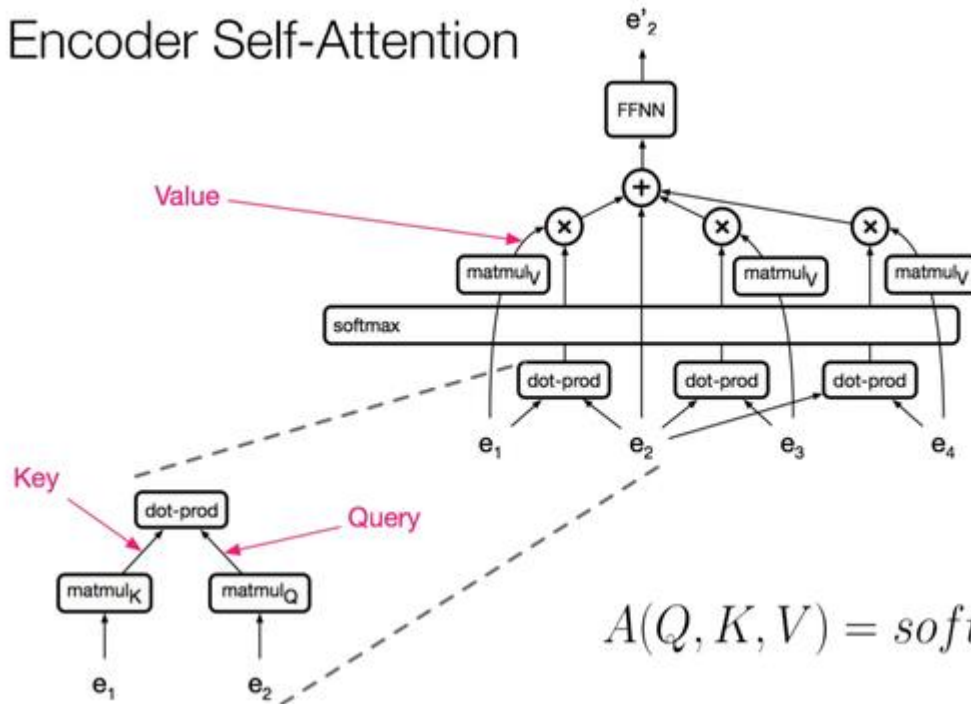 Encoder Self-Attention
e'₂
FFNN
+
Value
× × ×
matmulV matmulV matmulV
softmax
dot-prod dot-prod dot-prod
e₁ e₂ e₃ e₄
Key
dot-prod
Query
matmulK matmulQ
A(Q, K, V) = soft
e₁ e₂